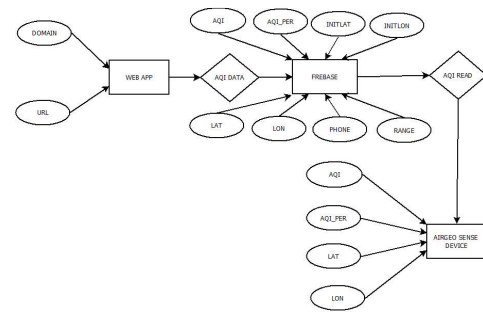 AQI
AQI_PER
INITLAT
INITLON
DOMAIN
WEB APP
AQI DATA
FREBASE
AQI READ
URL
LAT
LON
PHONE
RANGE
AQI
AQI_PER
LAT
LON
AIRGEO SENSE
DEVICE